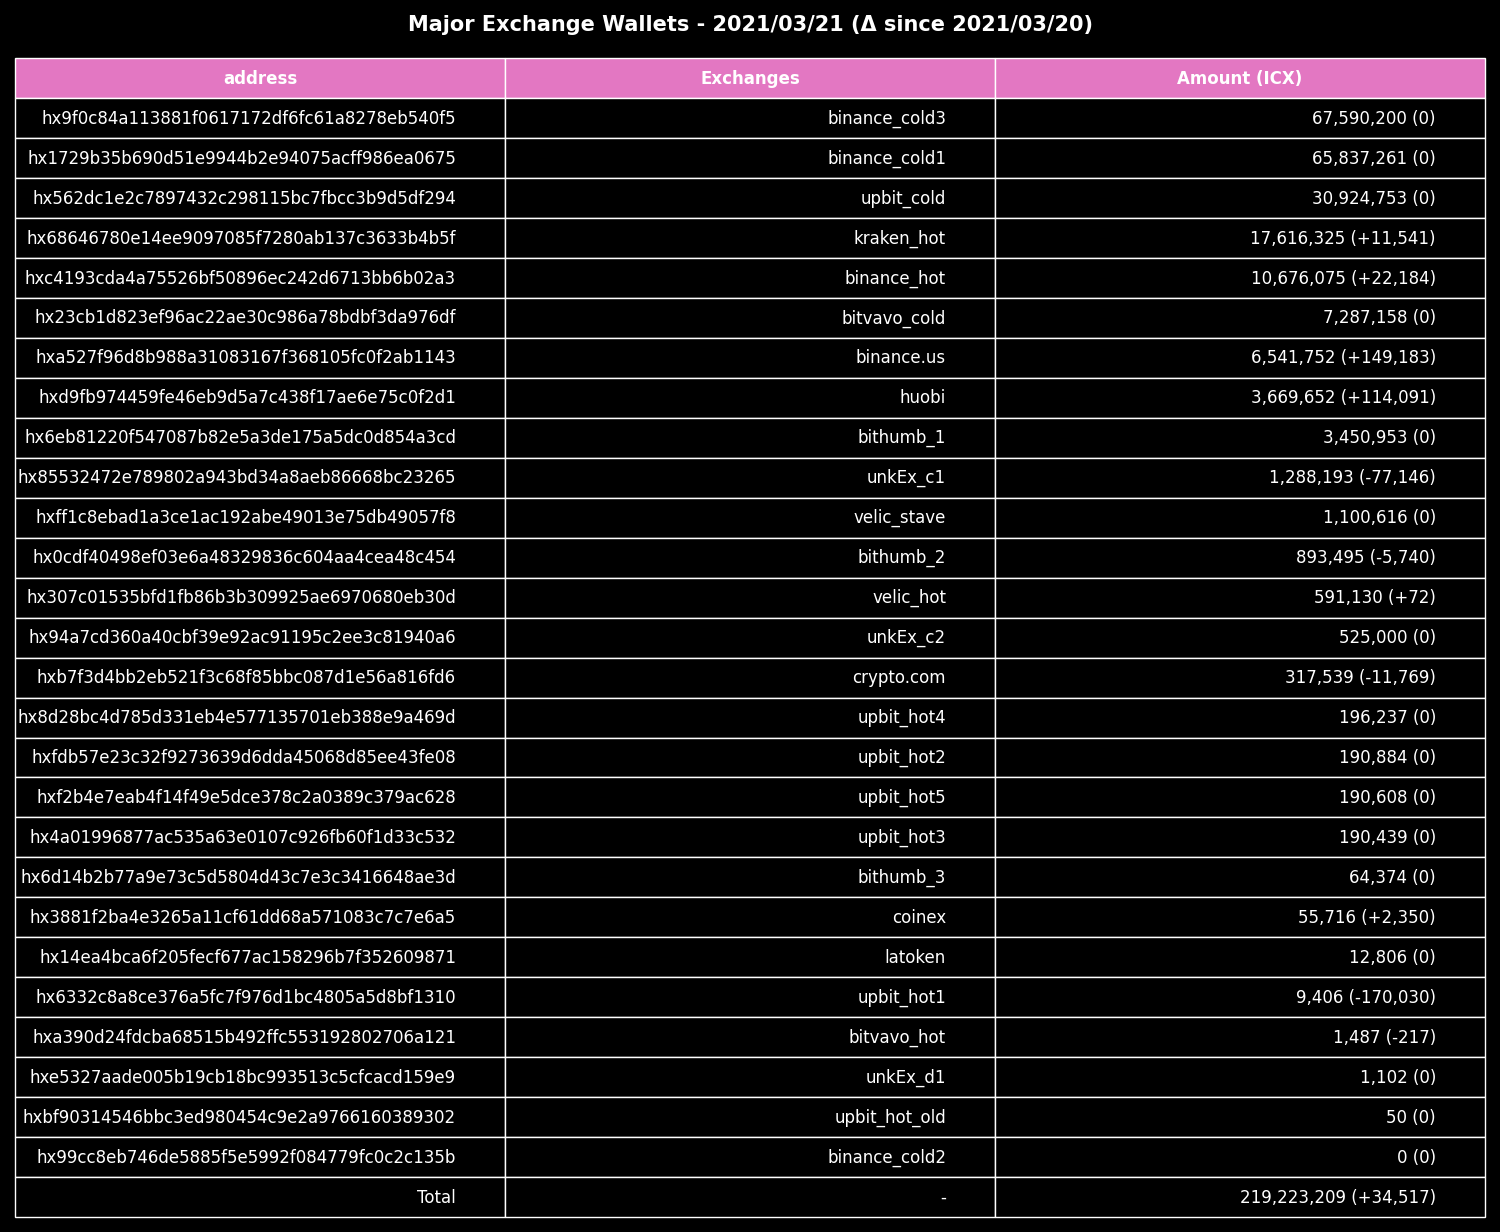 Major Exchange Wallets - 2021/03/21 (Δ since 2021/03/20)
address Exchanges Amount (ICX)
hx9f0c84a113881f0617172df6fc61a8278eb540f5 binance_cold3 67,590,200 (0)
hx1729b35b690d51e9944b2e94075acff986ea0675 binance_cold1 65,837,261 (0)
hx562dc1e2c7897432c298115bc7fbcc3b9d5df294 upbit_cold 30,924,753 (0)
hx68646780e14ee9097085f7280ab137c3633b4b5f kraken_hot 17,616,325 (+11,541)
hxc4193cda4a75526bf50896ec242d6713bb6b02a3 binance_hot 10,676,075 (+22,184)
hx23cb1d823ef96ac22ae30c986a78bdbf3da976df bitvavo_cold 7,287,158 (0)
hxa527f96d8b988a31083167f368105fc0f2ab1143 binance.us 6,541,752 (+149,183)
hxd9fb974459fe46eb9d5a7c438f17ae6e75c0f2d1 huobi 3,669,652 (+114,091)
hx6eb81220f547087b82e5a3de175a5dc0d854a3cd bithumb_1 3,450,953 (0)
hx85532472e789802a943bd34a8aeb86668bc23265 unkEx_c1 1,288,193 (-77,146)
hxff1c8ebad1a3ce1ac192abe49013e75db49057f8 velic_stave 1,100,616 (0)
hx0cdf40498ef03e6a48329836c604aa4cea48c454 bithumb_2 893,495 (-5,740)
hx307c01535bfd1fb86b3b309925ae6970680eb30d velic_hot 591,130 (+72)
hx94a7cd360a40cbf39e92ac91195c2ee3c81940a6 unkEx_c2 525,000 (0)
hxb7f3d4bb2eb521f3c68f85bbc087d1e56a816fd6 crypto.com 317,539 (-11,769)
hx8d28bc4d785d331eb4e577135701eb388e9a469d upbit_hot4 196,237 (0)
hxfdb57e23c32f9273639d6dda45068d85ee43fe08 upbit_hot2 190,884 (0)
hxf2b4e7eab4f14f49e5dce378c2a0389c379ac628 upbit_hot5 190,608 (0)
hx4a01996877ac535a63e0107c926fb60f1d33c532 upbit_hot3 190,439 (0)
hx6d14b2b77a9e73c5d5804d43c7e3c3416648ae3d bithumb_3 64,374 (0)
hx3881f2ba4e3265a11cf61dd68a571083c7c7e6a5 coinex 55,716 (+2,350)
hx14ea4bca6f205fecf677ac158296b7f352609871 latoken 12,806 (0)
hx6332c8a8ce376a5fc7f976d1bc4805a5d8bf1310 upbit_hot1 9,406 (-170,030)
hxa390d24fdcba68515b492ffc553192802706a121 bitvavo_hot 1,487 (-217)
hxe5327aade005b19cb18bc993513c5cfcacd159e9 unkEx_d1 1,102 (0)
hxbf90314546bbc3ed980454c9e2a9766160389302 upbit_hot_old 50 (0)
hx99cc8eb746de5885f5e5992f084779fc0c2c135b binance_cold2 0 (0)
Total - 219,223,209 (+34,517)